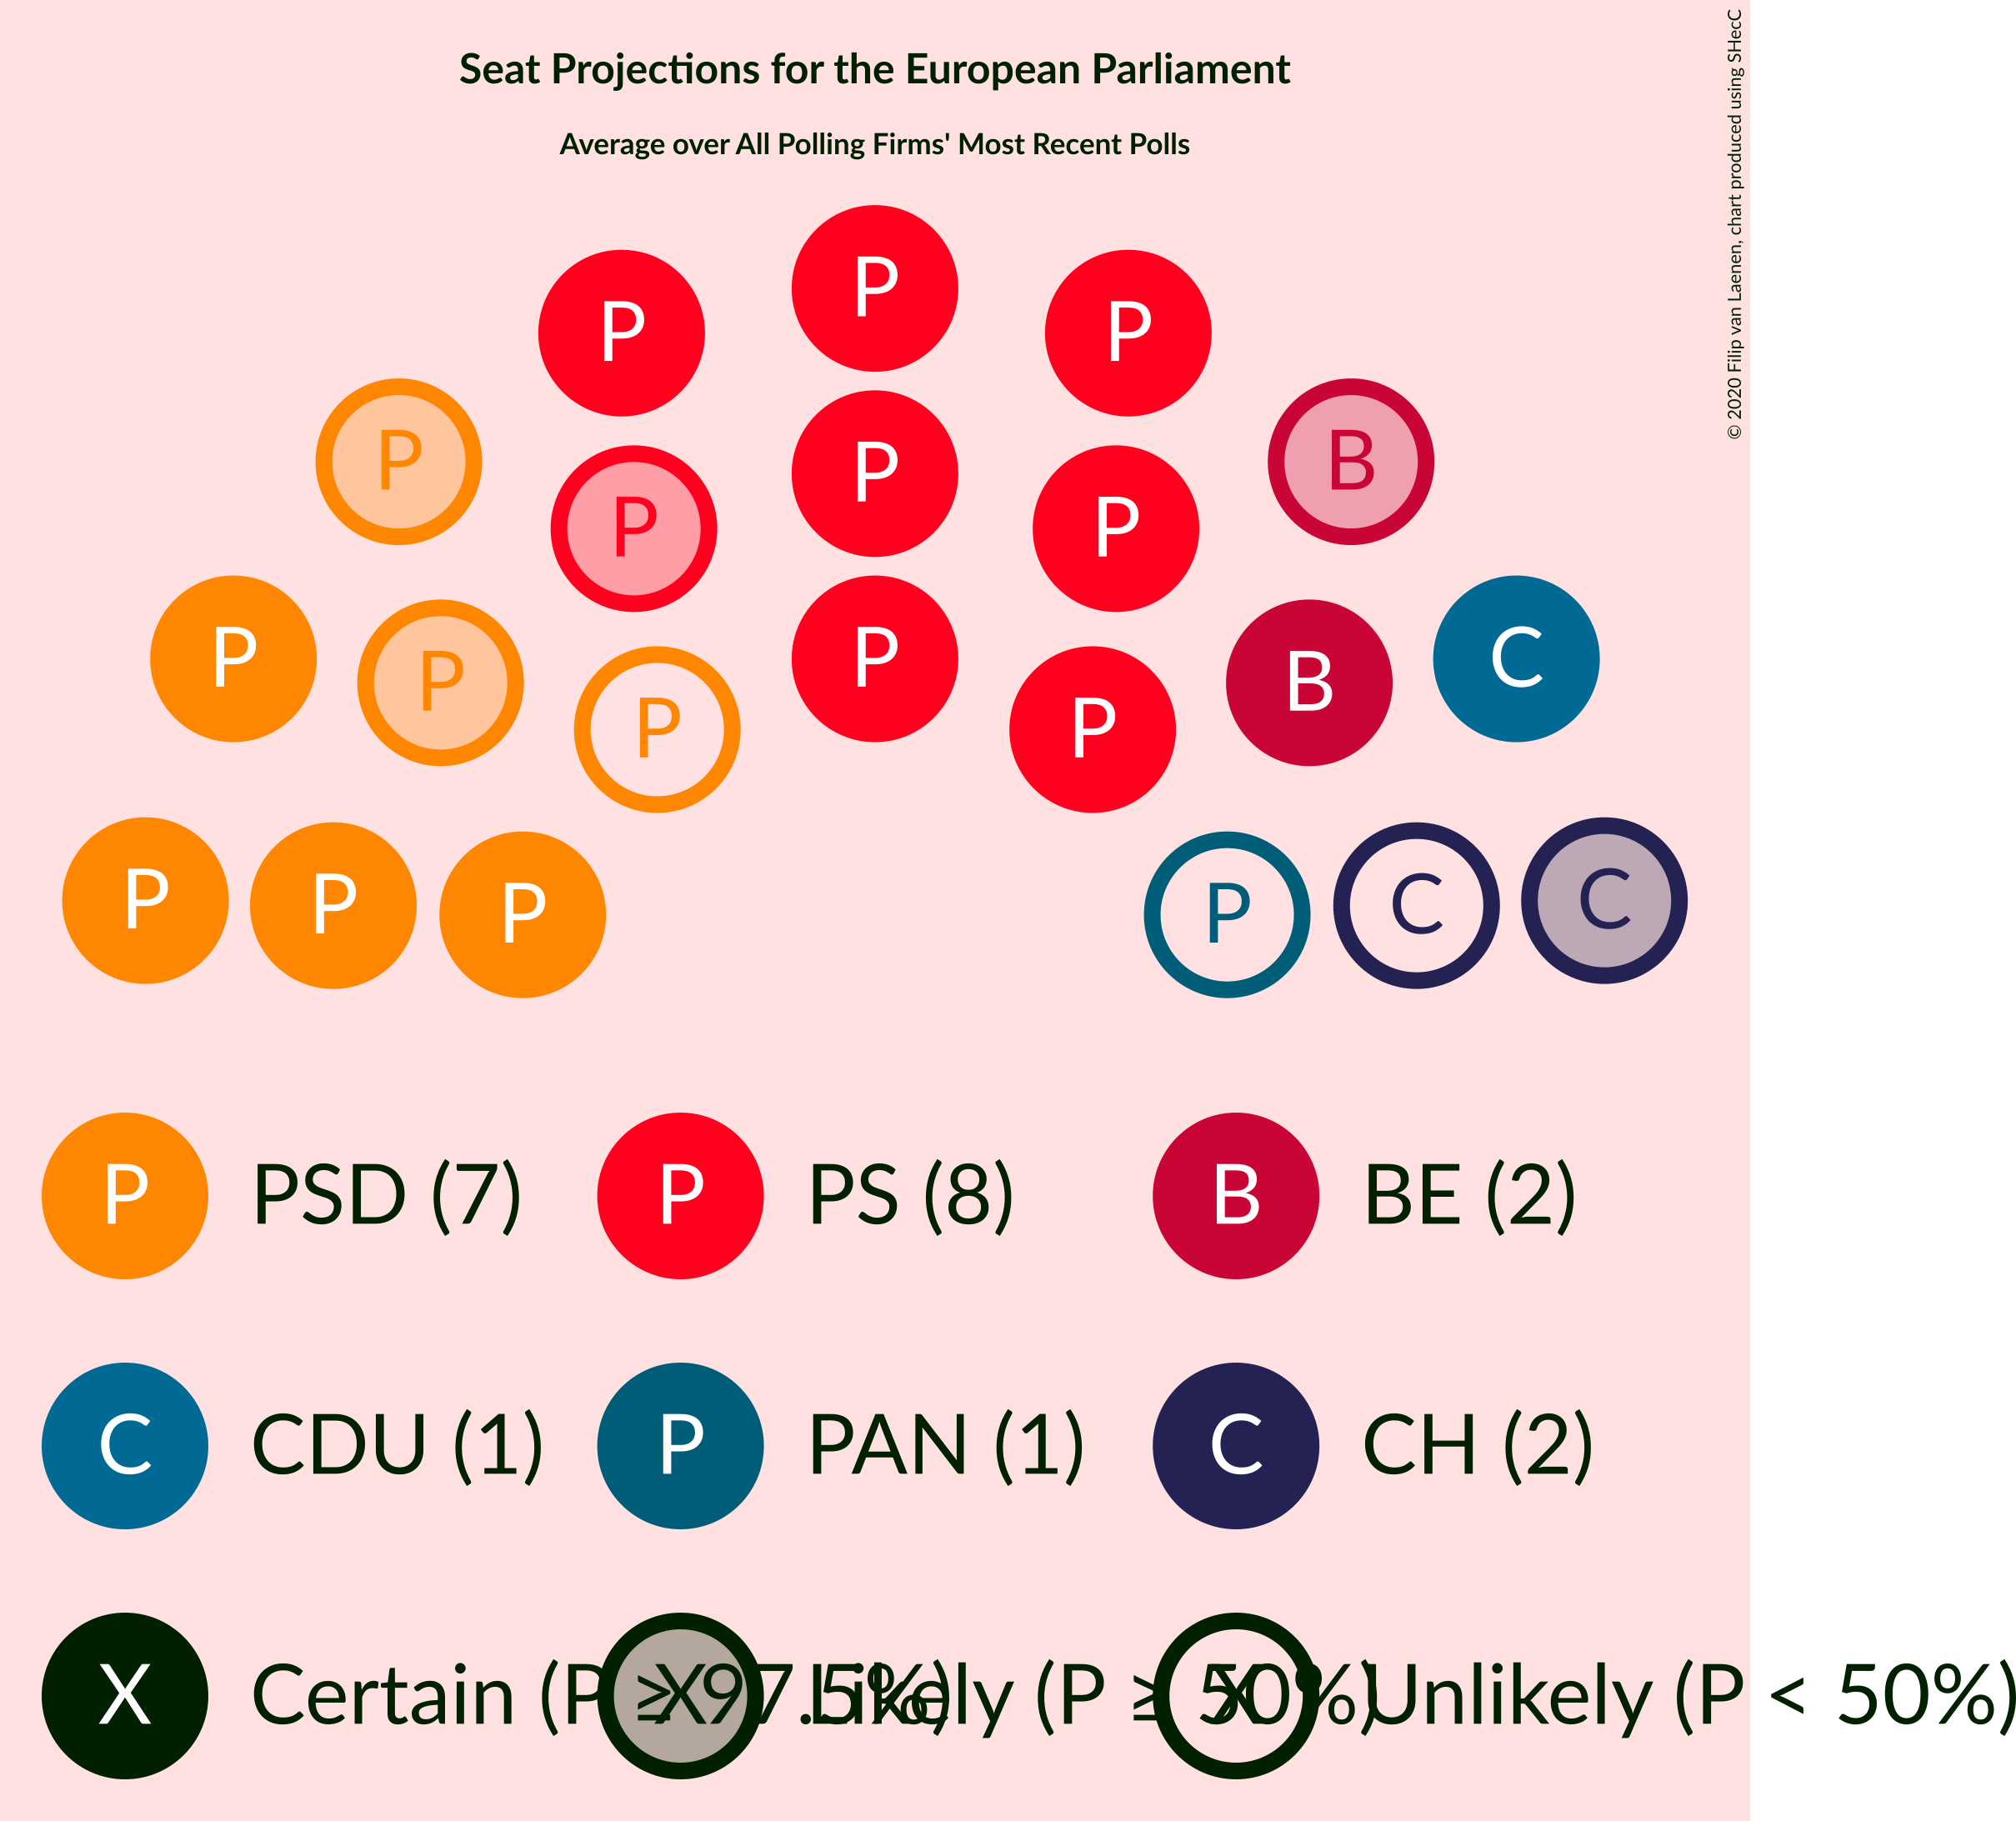 Seat Projections for the European Parliament
Average over All Polling Firms' Most Recent Polls
© 2020 Filip van Laenen, chart produced using SHecC
P
P P
P B
P
P P
P P C
P B
P
P P
P C
P C
P P C
P PSD (7) P PS (8) B BE (2)
C CDU (1) P PAN (1) C CH (2)
X Certain (P ≥ 97.5%) X Likely (P ≥ 50%) X Unlikely (P < 50%)